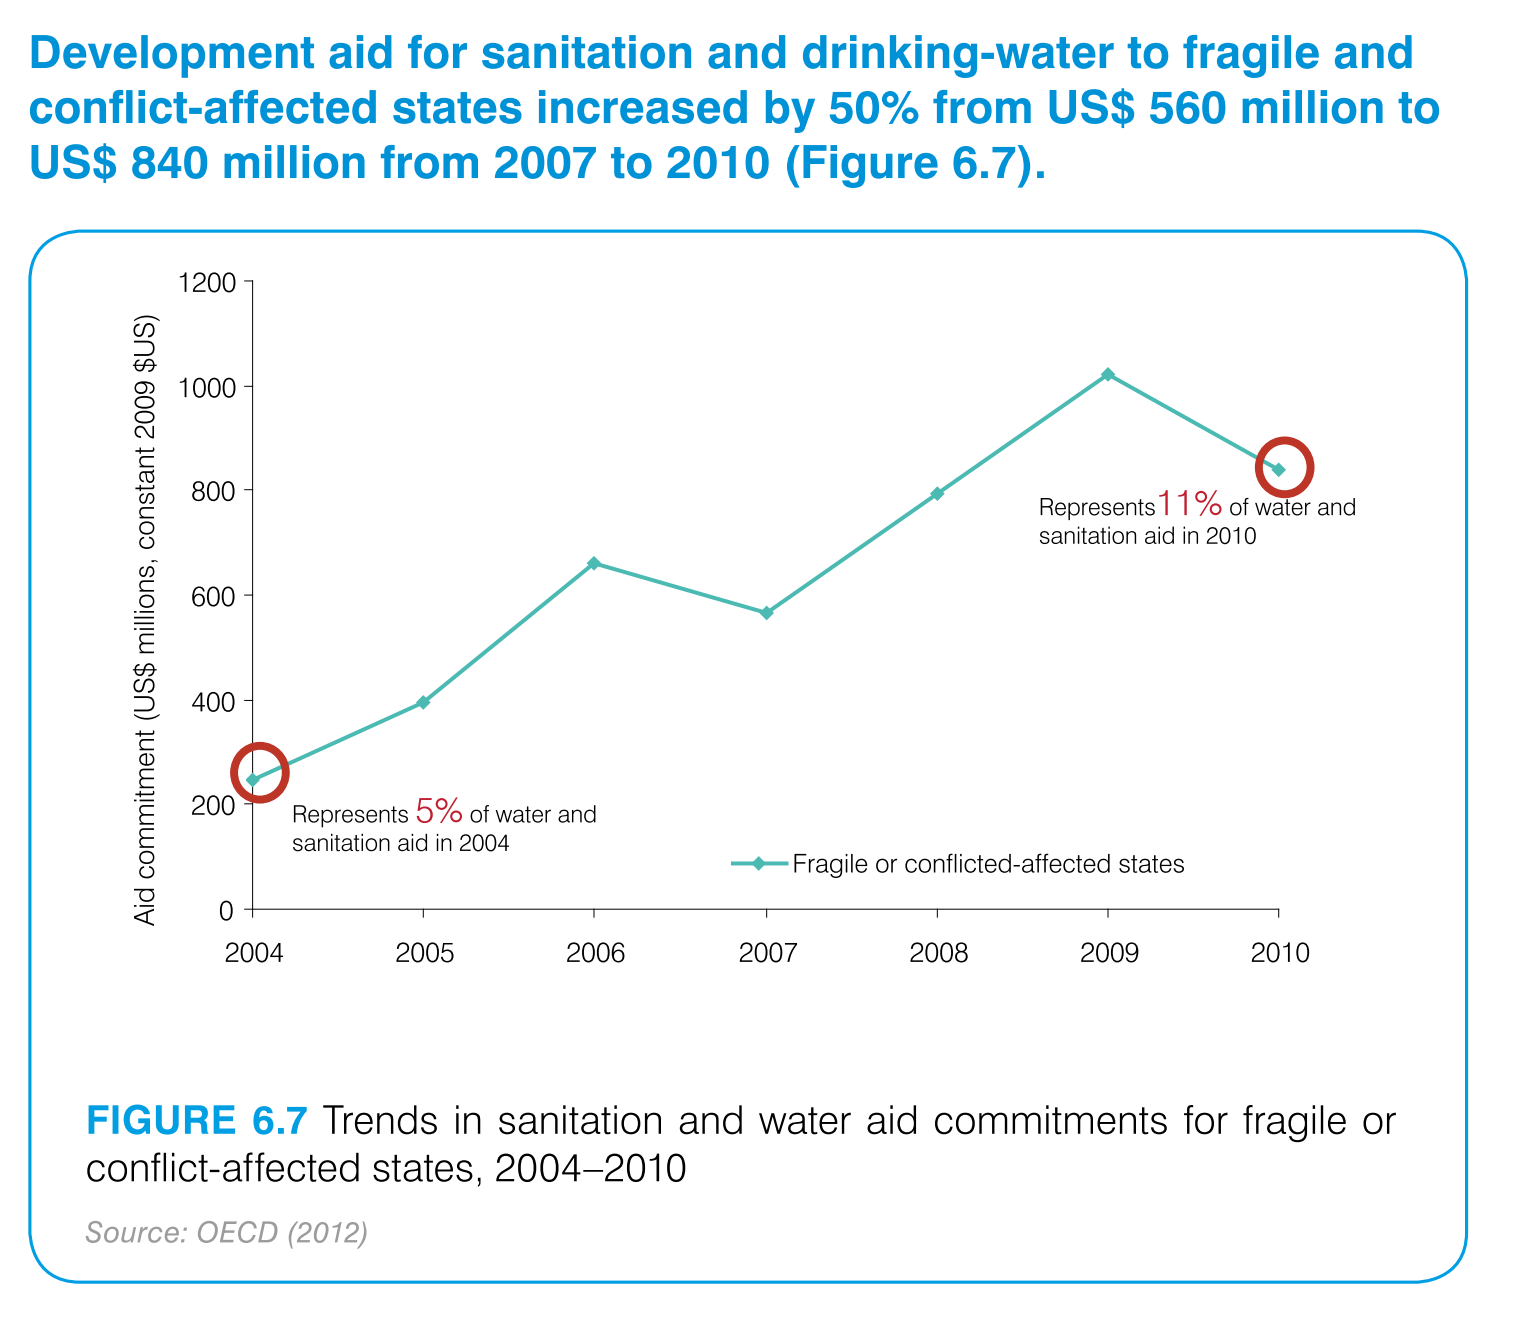 Development aid for sanitation and drinking-water to fragile and
conflict-affected states increased by 50% from US$ 560 million to
US$ 840 million from 2007 to 2010 (Figure 6.7).
Aid commitment (US$ millions, constant 2009 $US)
1200
1000
800
600
400
200
0
Represents 11% of water and
sanitation aid in 2010
Represents 5% of water and
sanitation aid in 2004
Fragile or conflicted-affected states
2004 2005 2006 2007 2008 2009 2010
FIGURE 6.7 Trends in sanitation and water aid commitments for fragile or
conflict-affected states, 2004–2010
Source: OECD (2012)